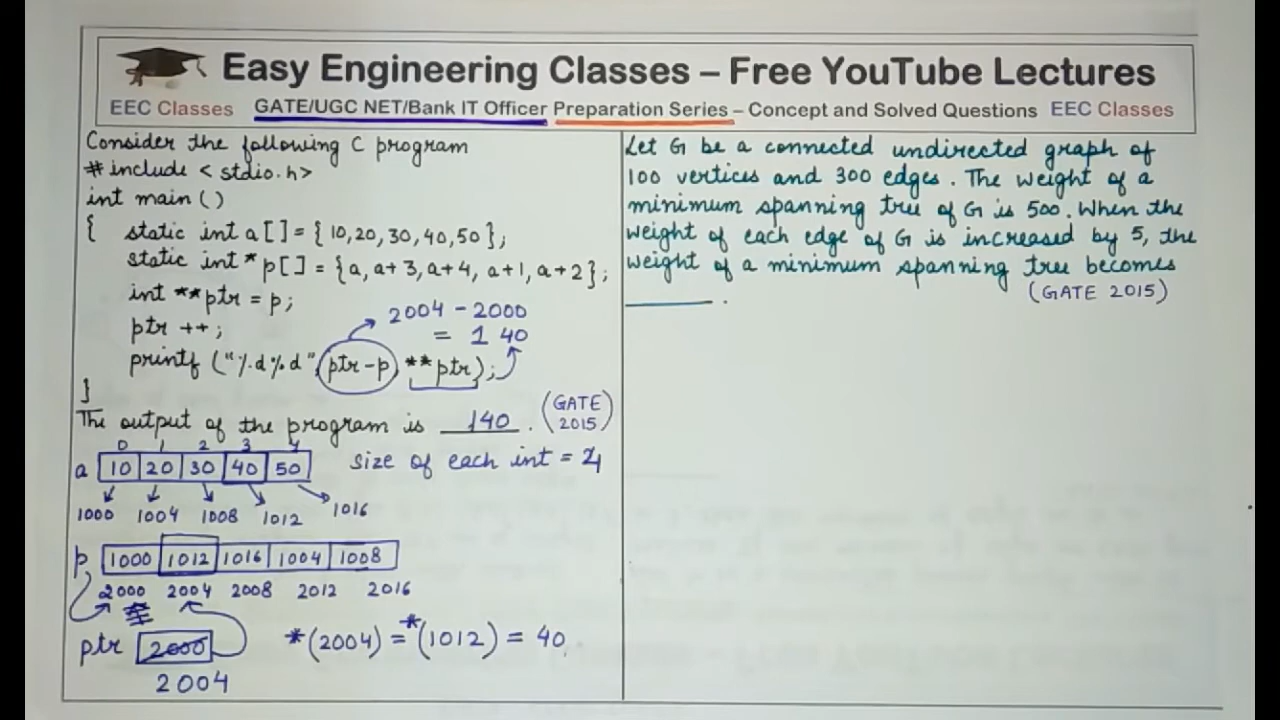 Easy Engineering Classes – Free YouTube Lectures
EEC Classes GATE/UGC NET/Bank IT Officer Preparation Series – Concept and Solved Questions EEC Classes
Consider the following C program
# include < stdio.h>
int main ( )
{ static int a [ ] = { 10, 20, 30, 40, 50 };
static int * p[ ] = {a, a+3, a+4, a+1, a+2};
int **ptr = p;
ptr ++;
2004 - 2000
= 1 40
printf ("%d%d", ptr-p, **ptr);
}
The output of the program is 140. (GATE 2015)
0 1 2 3 4
a 10 20 30 40 50 size of each int = 4
1000 1004 1008 1012 1016
p 1000 1012 1016 1004 1008
2000 2004 2008 2012 2016
ptr 2000 *(2004) = *(1012) = 40
2004
Let G be a connected undirected graph of
100 vertices and 300 edges. The weight of a
minimum spanning tree of G is 500. When the
weight of each edge of G is increased by 5, the
weight of a minimum spanning tree becomes
______. (GATE 2015)